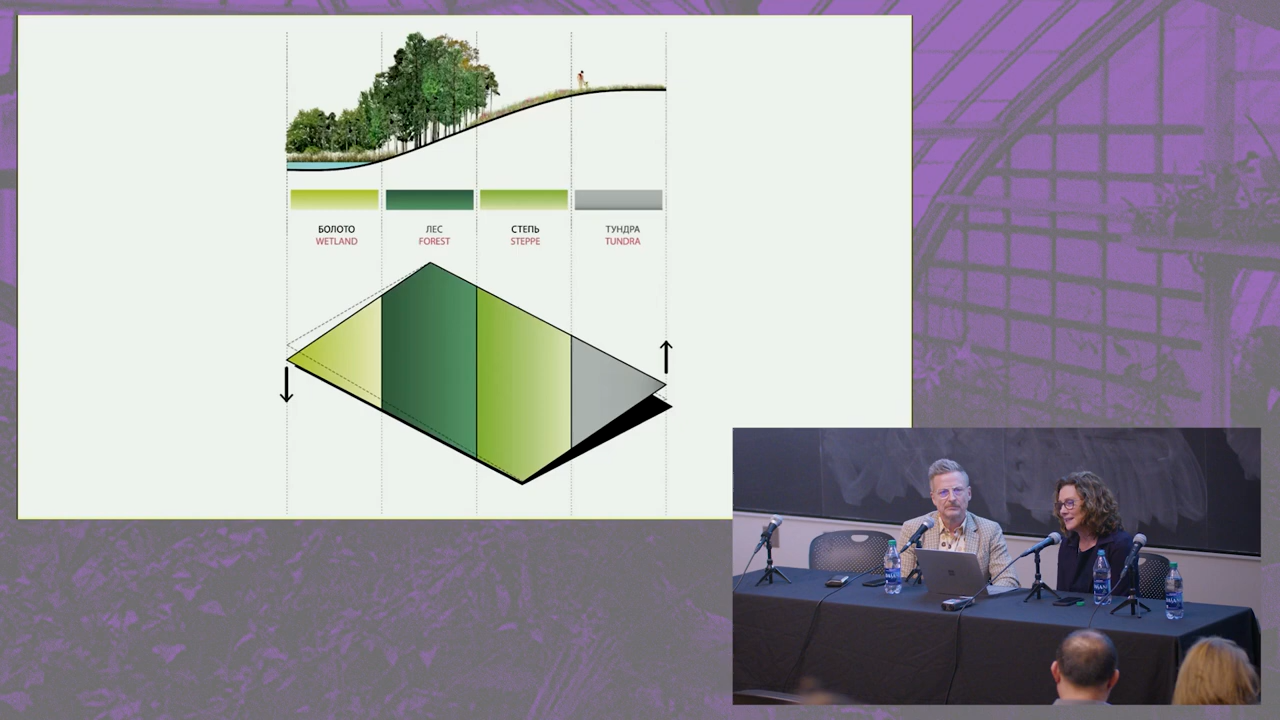 БОЛОТО ЛЕС СТЕПЬ ТУНДРА
WETLAND FOREST STEPPE TUNDRA